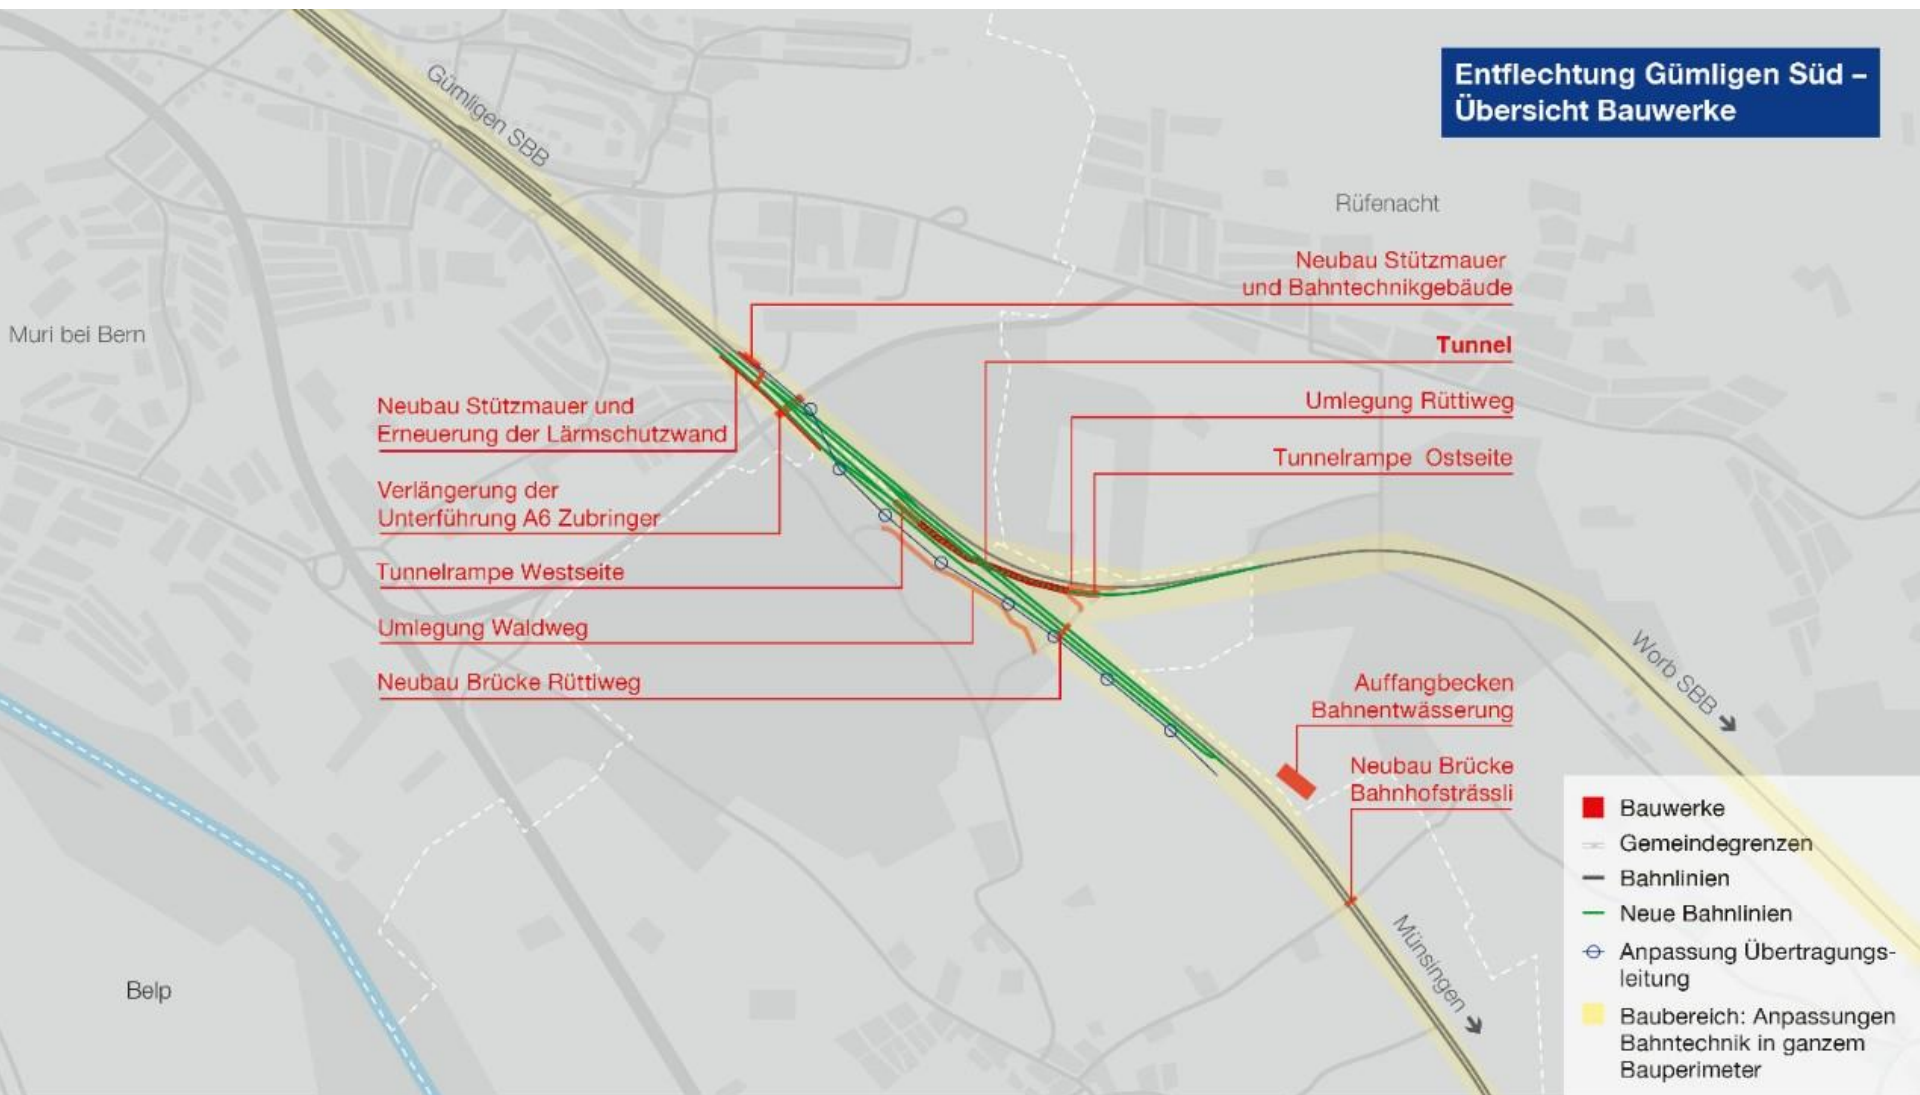 Entflechtung Gümligen Süd –
Übersicht Bauwerke
Gümligen SBB
Rüfenacht
Muri bei Bern
Neubau Stützmauer
und Bahntechnikgebäude
Tunnel
Umlegung Rüttiweg
Tunnelrampe Ostseite
Neubau Stützmauer und
Erneuerung der Lärmschutzwand
Verlängerung der
Unterführung A6 Zubringer
Tunnelrampe Westseite
Umlegung Waldweg
Neubau Brücke Rüttiweg
Worb SBB
Auffangbecken
Bahnentwässerung
Neubau Brücke
Bahnhofsträssli
Münsingen
Belp
Bauwerke
Gemeindegrenzen
Bahnlinien
Neue Bahnlinien
Anpassung Übertragungs-
leitung
Baubereich: Anpassungen
Bahntechnik in ganzem
Bauperimeter